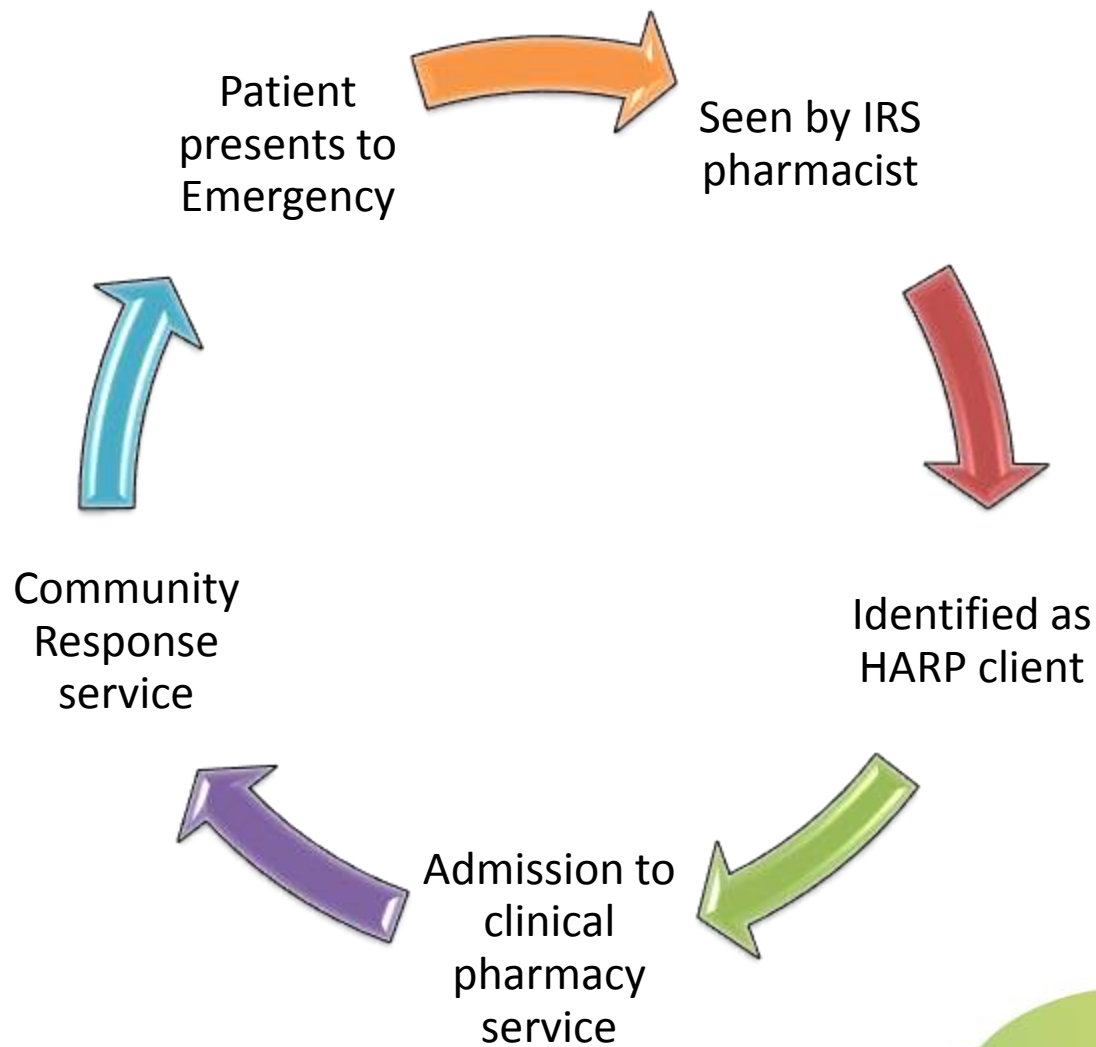 Patient
presents to
Emergency
Seen by IRS
pharmacist
Identified as
HARP client
Admission to
clinical
pharmacy
service
Community
Response
service